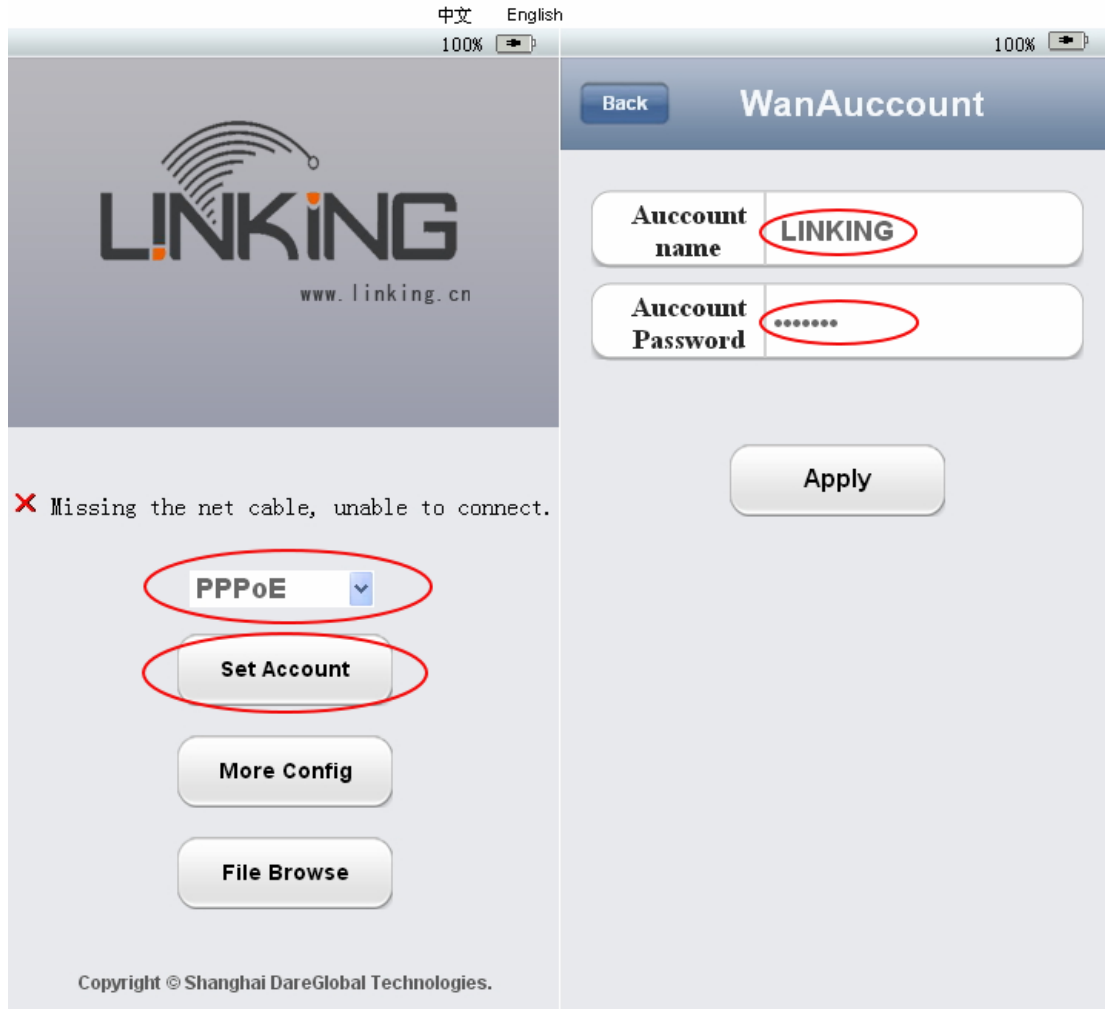 中文 English
100%
LINKING
www.linking.cn
Missing the net cable, unable to connect.
PPPoE
Set Account
More Config
File Browse
Copyright © Shanghai DareGlobal Technologies.
100%
Back
WanAuccount
Auccount
name
LINKING
Auccount
Password
•••••••
Apply